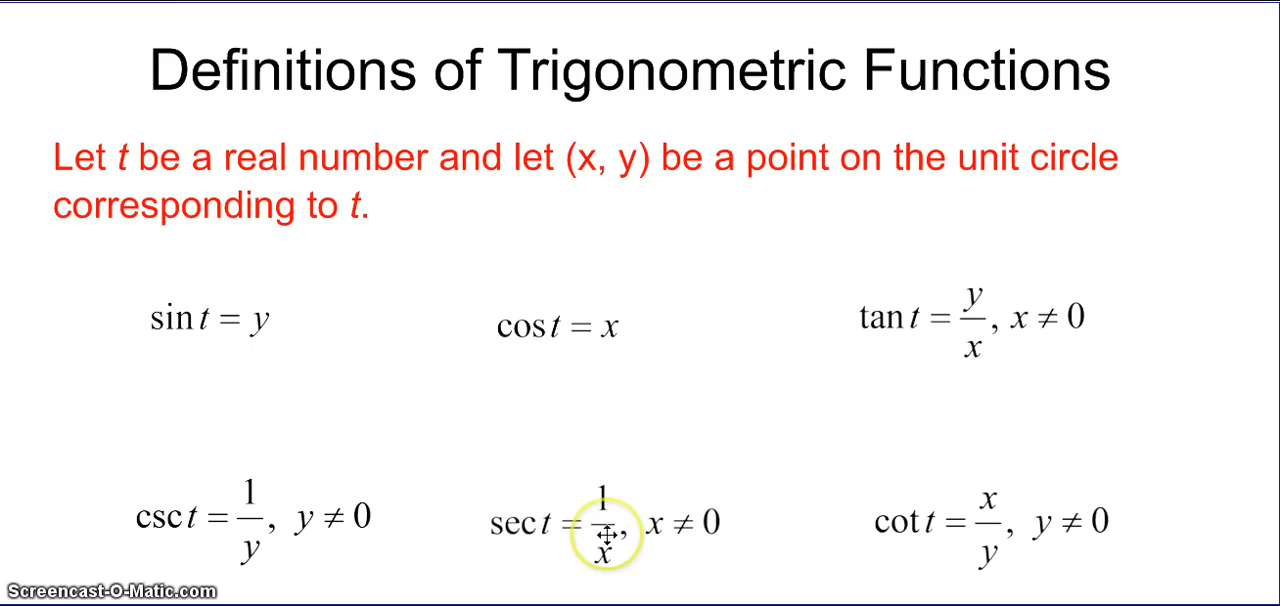 Definitions of Trigonometric Functions
Let t be a real number and let (x, y) be a point on the unit circle
corresponding to t.
sin t = y
cos t = x
tan t = y/x, x ≠ 0
csc t = 1/y, y ≠ 0
sec t = 1/x, x ≠ 0
cot t = x/y, y ≠ 0
Screencast-O-Matic.com